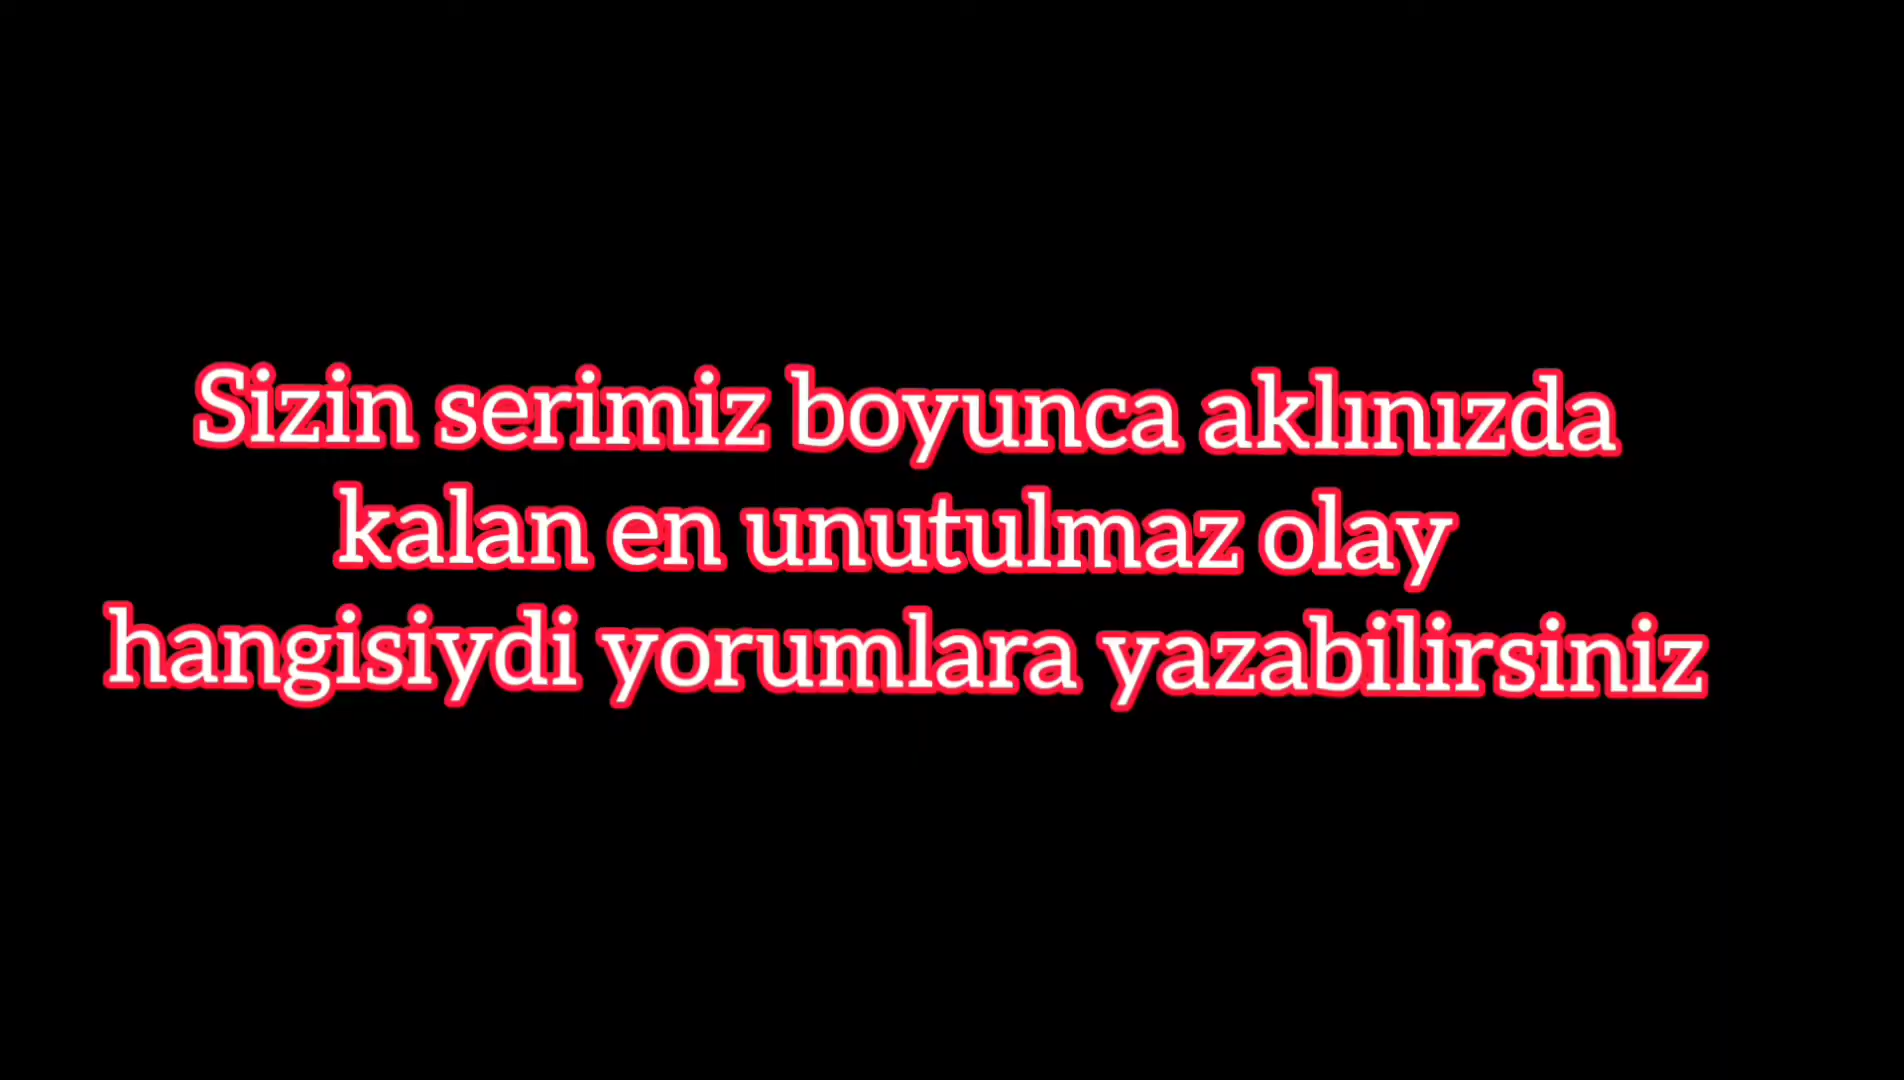 Sizin serimiz boyunca aklınızda
kalan en unutulmaz olay
hangisiydi yorumlara yazabilirsiniz